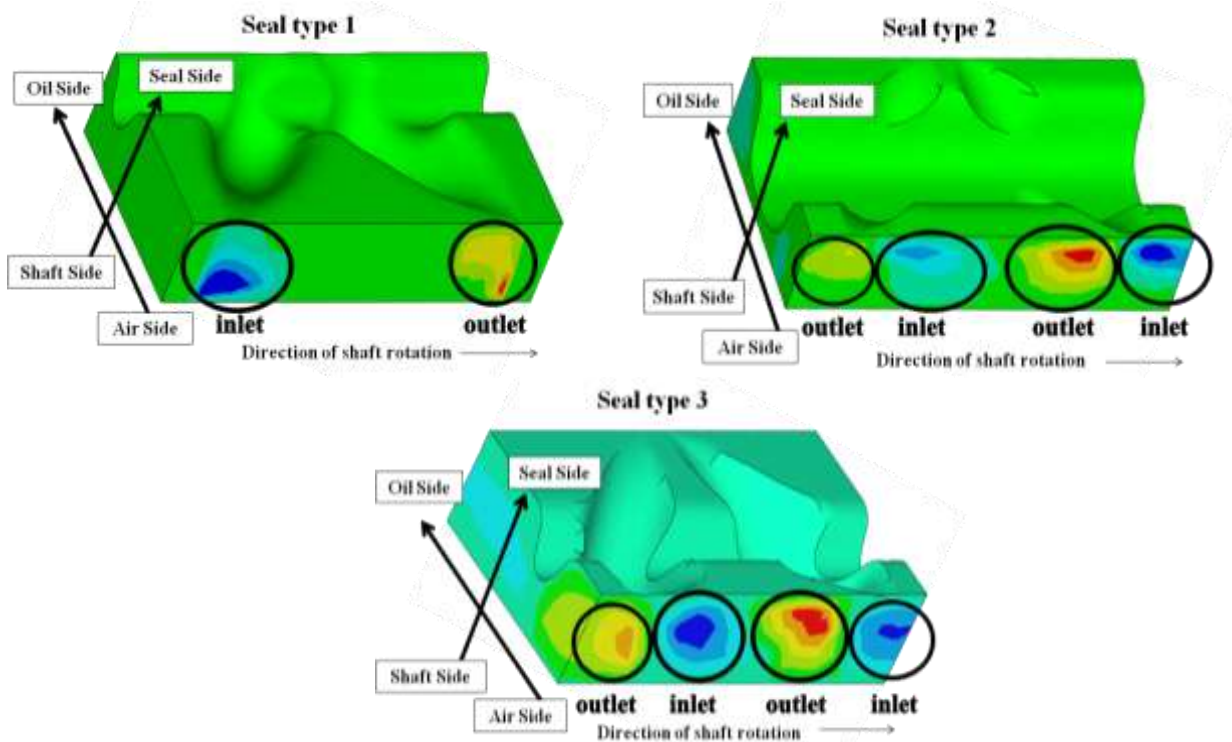 Seal type 1
Oil Side
Seal Side
Shaft Side
Air Side
inlet
outlet
Direction of shaft rotation
Seal type 2
Oil Side
Seal Side
Shaft Side
Air Side
outlet
inlet
outlet
inlet
Direction of shaft rotation
Seal type 3
Oil Side
Seal Side
Shaft Side
Air Side
outlet
inlet
outlet
inlet
Direction of shaft rotation